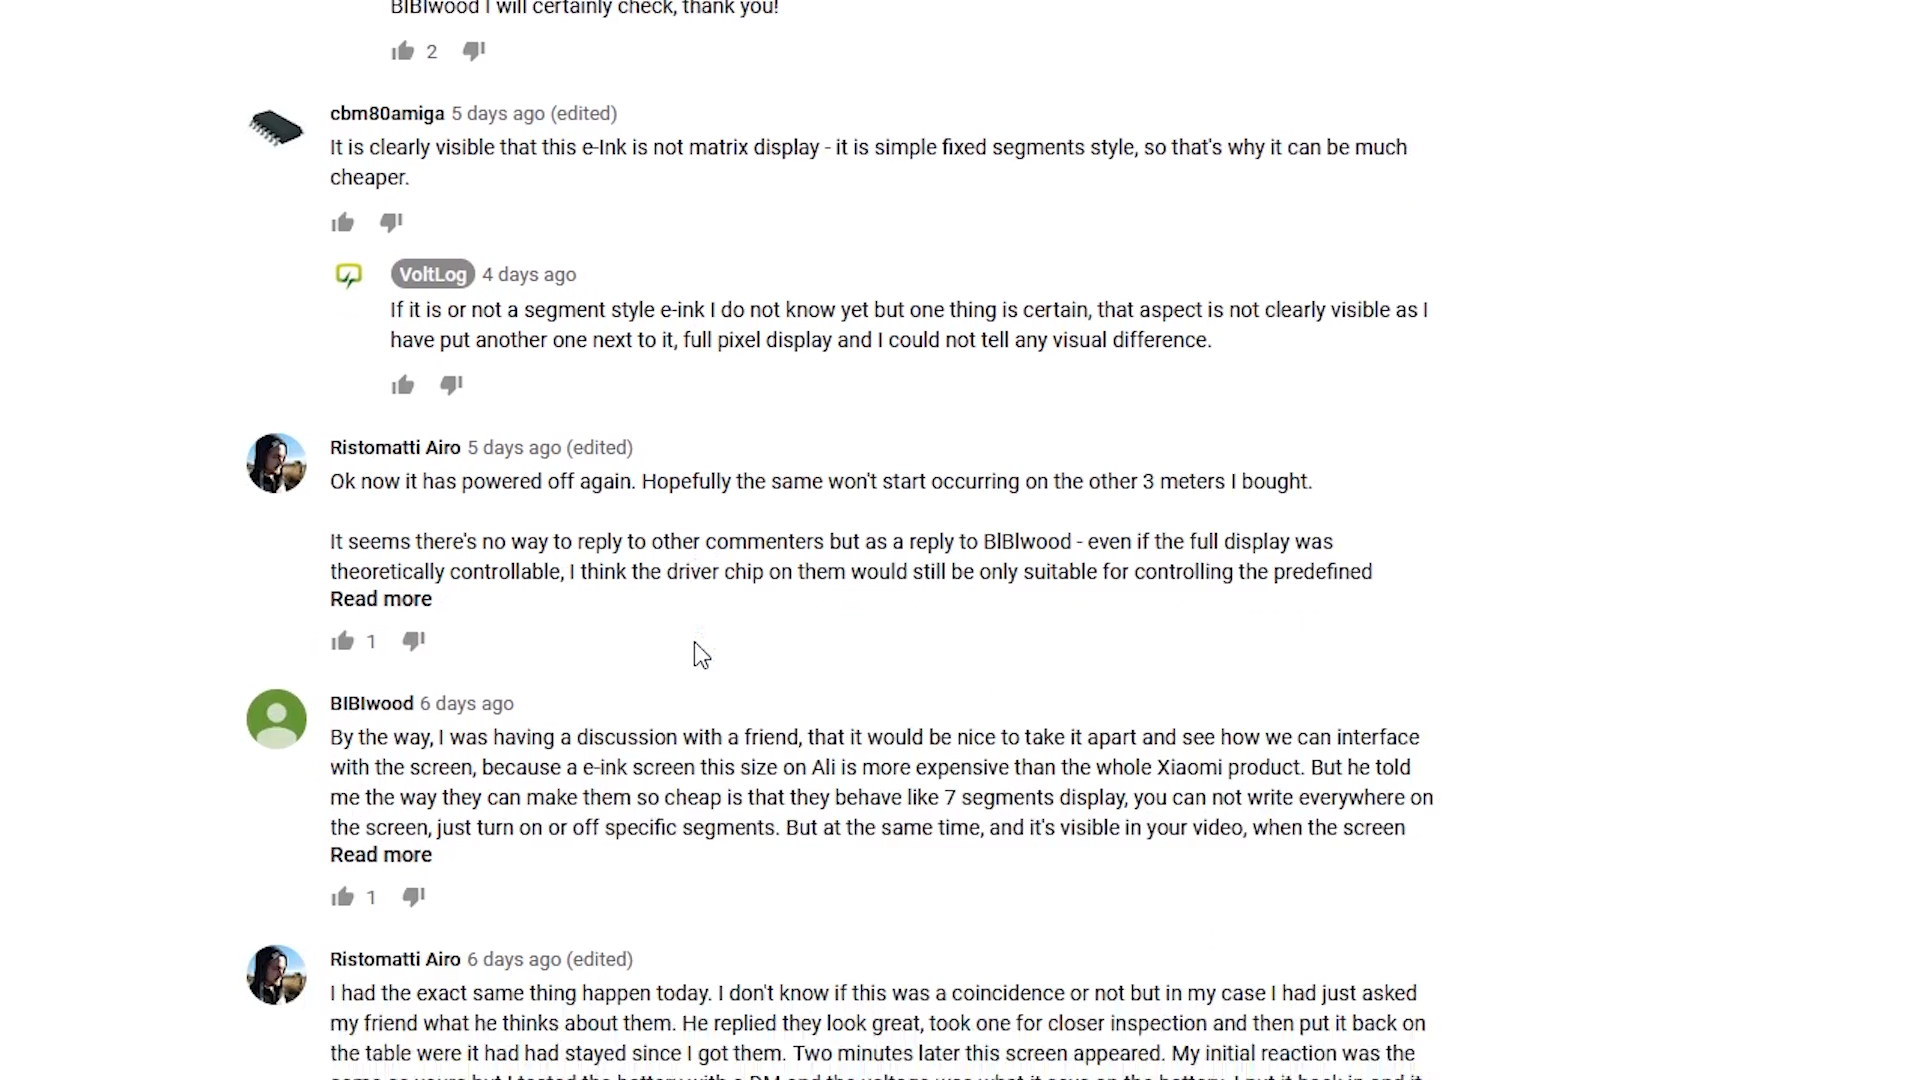 BlBlwood I will certainly check, thank you!
2
cbm80amiga 5 days ago (edited)
It is clearly visible that this e-Ink is not matrix display - it is simple fixed segments style, so that's why it can be much
cheaper.
VoltLog 4 days ago
If it is or not a segment style e-ink I do not know yet but one thing is certain, that aspect is not clearly visible as I
have put another one next to it, full pixel display and I could not tell any visual difference.
Ristomatti Airo 5 days ago (edited)
Ok now it has powered off again. Hopefully the same won't start occurring on the other 3 meters I bought.
It seems there's no way to reply to other commenters but as a reply to BlBlwood - even if the full display was
theoretically controllable, I think the driver chip on them would still be only suitable for controlling the predefined
Read more
1
BlBlwood 6 days ago
By the way, I was having a discussion with a friend, that it would be nice to take it apart and see how we can interface
with the screen, because a e-ink screen this size on Ali is more expensive than the whole Xiaomi product. But he told
me the way they can make them so cheap is that they behave like 7 segments display, you can not write everywhere on
the screen, just turn on or off specific segments. But at the same time, and it's visible in your video, when the screen
Read more
1
Ristomatti Airo 6 days ago (edited)
I had the exact same thing happen today. I don't know if this was a coincidence or not but in my case I had just asked
my friend what he thinks about them. He replied they look great, took one for closer inspection and then put it back on
the table were it had had stayed since I got them. Two minutes later this screen appeared. My initial reaction was the